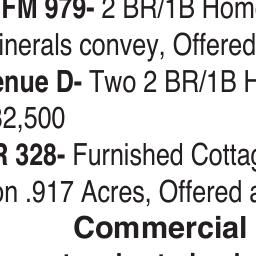 FM 979- 2 BR/1B Hom
inerals convey, Offered
enue D- Two 2 BR/1B H
32,500
R 328- Furnished Cottag
on .917 Acres, Offered a
Commercial